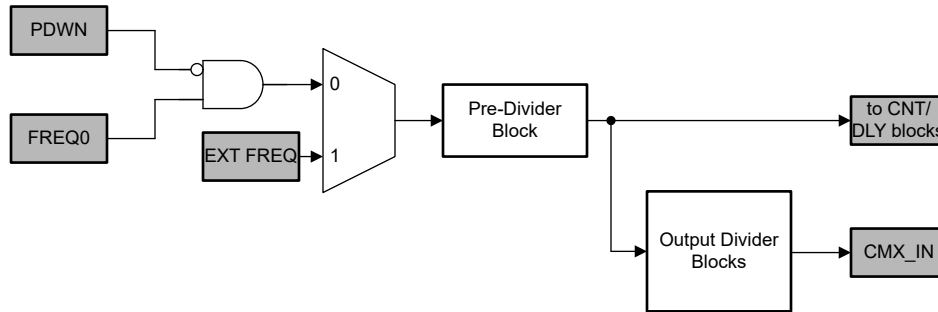 PDWN
FREQ0
0
EXT FREQ
1
Pre-Divider
Block
to CNT/
DLY blocks
Output Divider
Blocks
CMX_IN